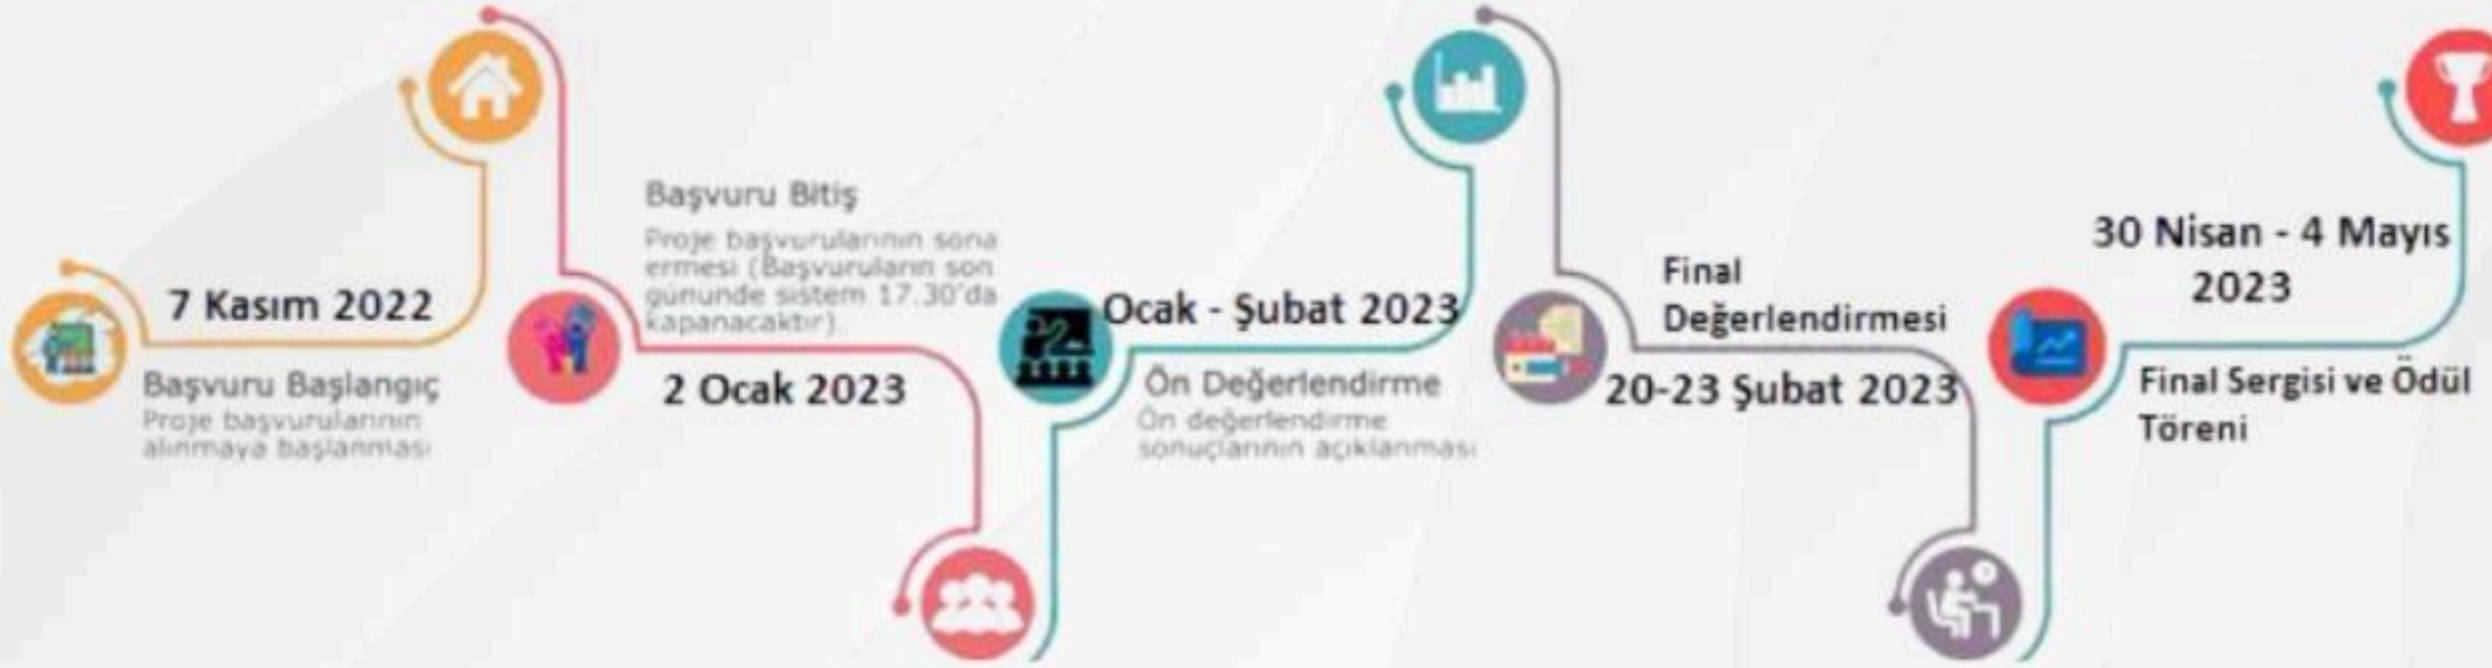 7 Kasım 2022
Başvuru Başlangıç
Proje başvurularının
alınmaya başlanması
Başvuru Bitiş
Proje başvurularının sona
ermesi (Başvuruların son
gününde sistem 17.30'da
kapanacaktır).
2 Ocak 2023
Ocak - Şubat 2023
Ön Değerlendirme
Ön değerlendirme
sonuçlarının açıklanması
Final
Değerlendirmesi
20-23 Şubat 2023
30 Nisan - 4 Mayıs
2023
Final Sergisi ve Ödül
Töreni